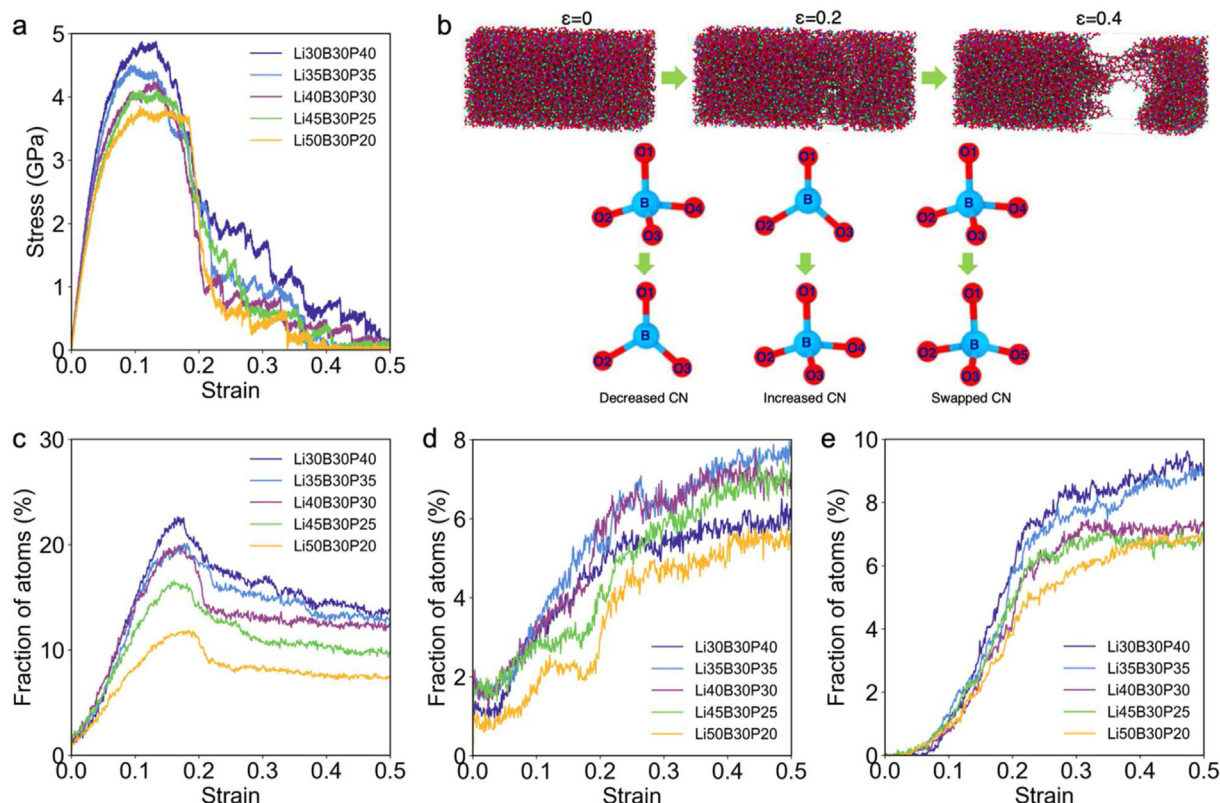 a
5
4
3
2
1
0
Stress (GPa)
Li30B30P40
Li35B30P35
Li40B30P30
Li45B30P25
Li50B30P20
0.0 0.1 0.2 0.3 0.4 0.5
Strain
b
ε=0 ε=0.2 ε=0.4
O1 O1 O1
B B B
O2 O4 O2 O3 O2 O4
O3 O3
O1 O1 O1
B B B
O2 O3 O2 O4 O2 O5
O3 O3
Decreased CN Increased CN Swapped CN
c
30
20
10
0
Fraction of atoms (%)
Li30B30P40
Li35B30P35
Li40B30P30
Li45B30P25
Li50B30P20
0.0 0.1 0.2 0.3 0.4 0.5
Strain
d
8
6
4
2
0
Fraction of atoms (%)
Li30B30P40
Li35B30P35
Li40B30P30
Li45B30P25
Li50B30P20
0.0 0.1 0.2 0.3 0.4 0.5
Strain
e
10
8
6
4
2
0
Fraction of atoms (%)
Li30B30P40
Li35B30P35
Li40B30P30
Li45B30P25
Li50B30P20
0.0 0.1 0.2 0.3 0.4 0.5
Strain